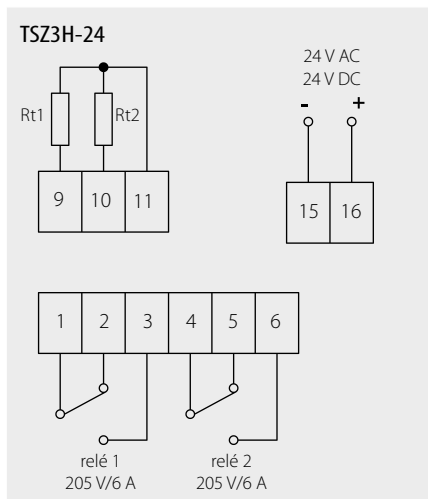 TSZ3H-24
24 V AC
24 V DC
- +
Rt1 Rt2
9 10 11
15 16
1 2 3 4 5 6
relé 1 relé 2
205 V/6 A 205 V/6 A